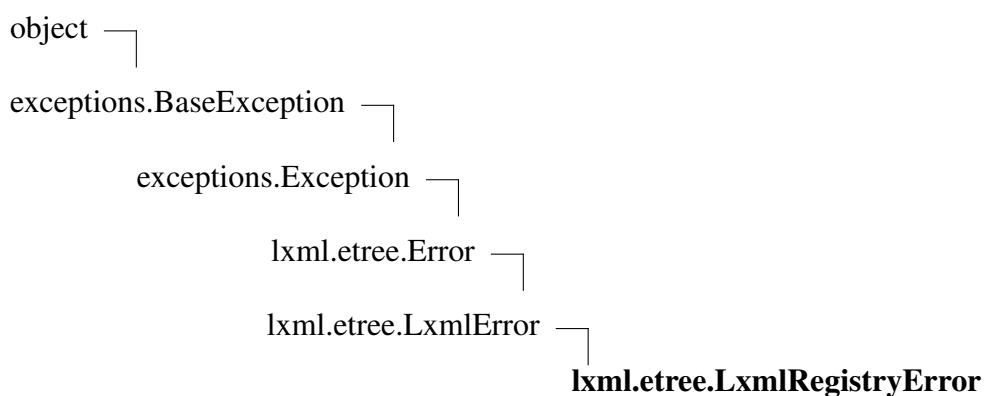 object
exceptions.BaseException
exceptions.Exception
lxml.etree.Error
lxml.etree.LxmlError
lxml.etree.LxmlRegistryError